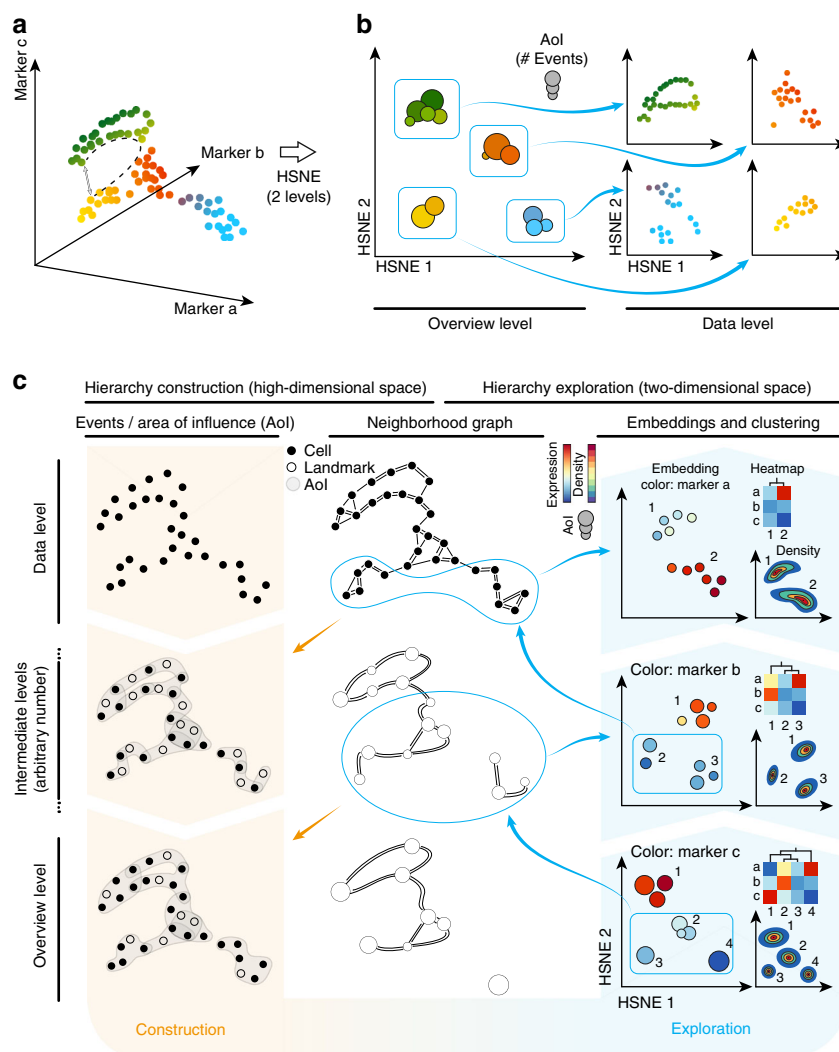 a
Marker c
Marker b
Marker a
HSNE
(2 levels)
b
AoI
(# Events)
HSNE 2
HSNE 1
HSNE 2
HSNE 1
Overview level
Data level
c
Hierarchy construction (high-dimensional space)
Hierarchy exploration (two-dimensional space)
Events / area of influence (AoI)
Neighborhood graph
Embeddings and clustering
Cell
Landmark
AoI
Expression
Density
AoI
Data level
Embedding
color: marker a
1
2
Heatmap
a
b
c
1 2
Density
1
2
Intermediate levels
(arbitrary number)
Color: marker b
1
2
3
a
b
c
1 2 3
1
2
3
Overview level
Color: marker c
1
2
3
4
HSNE 2
HSNE 1
a
b
c
1 2 3 4
1
2
3
4
Construction
Exploration